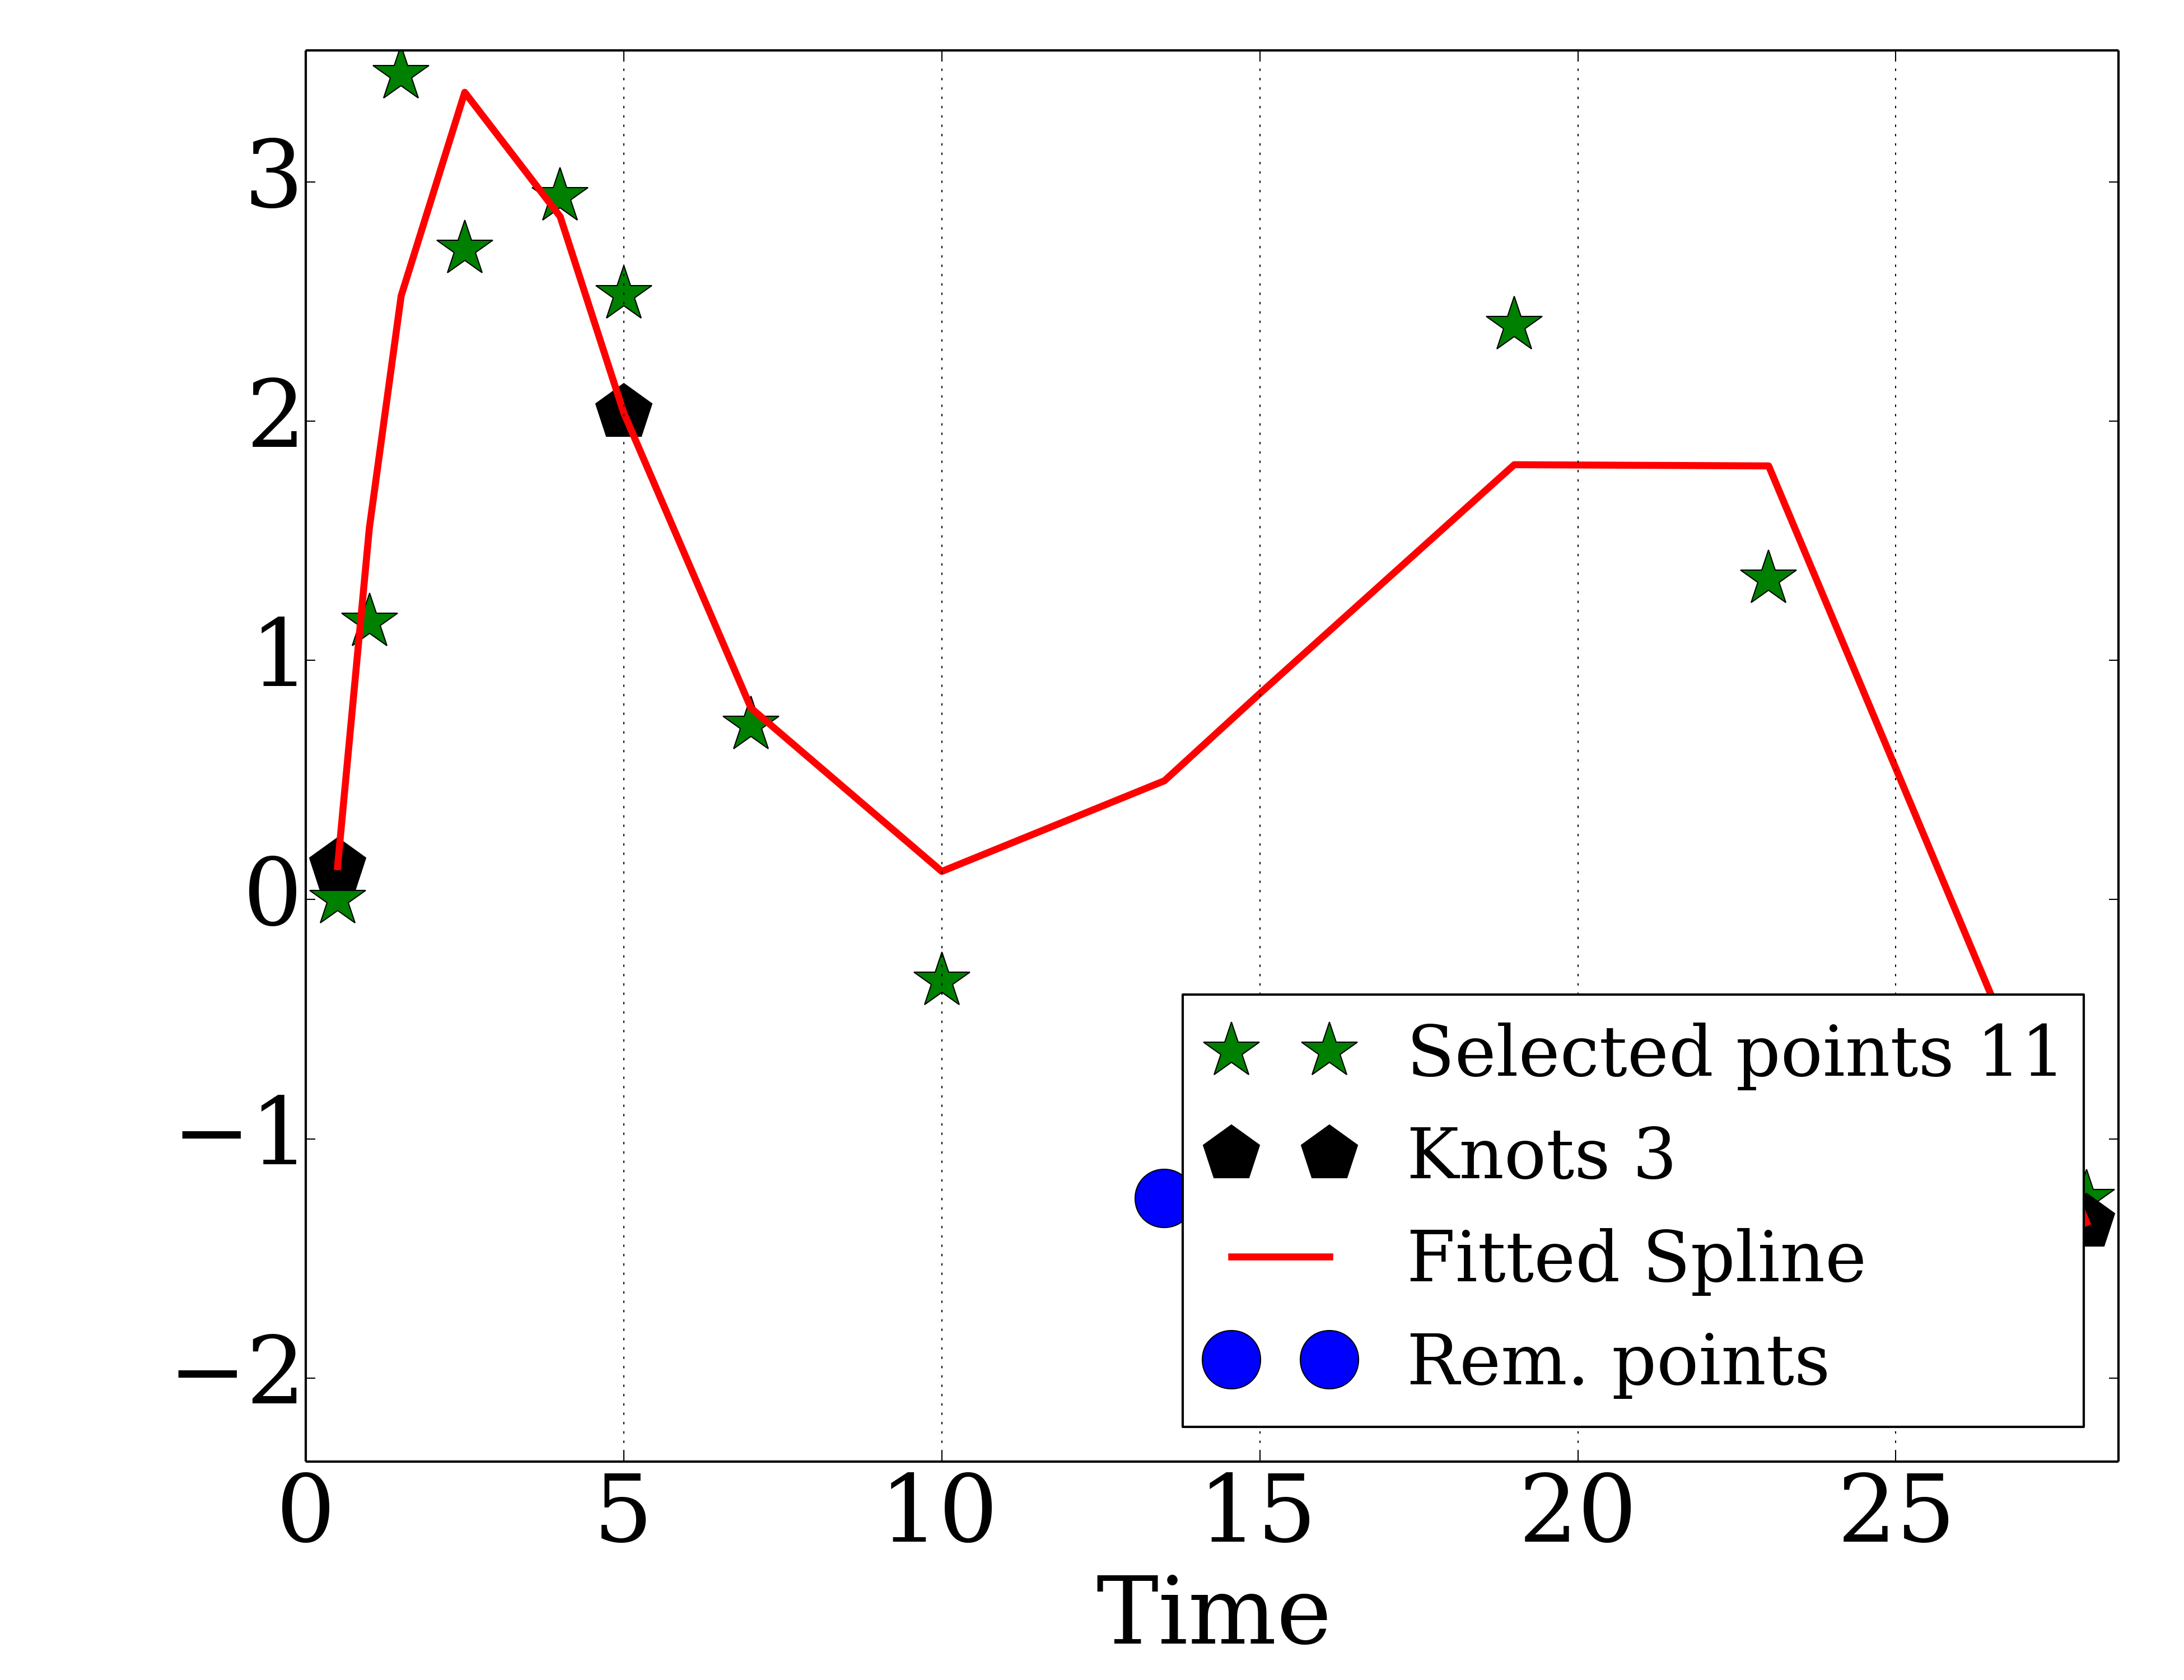 3
2
1
0
−1
−2
Selected points 11
Knots 3
Fitted Spline
Rem. points
0 5 10 15 20 25
Time